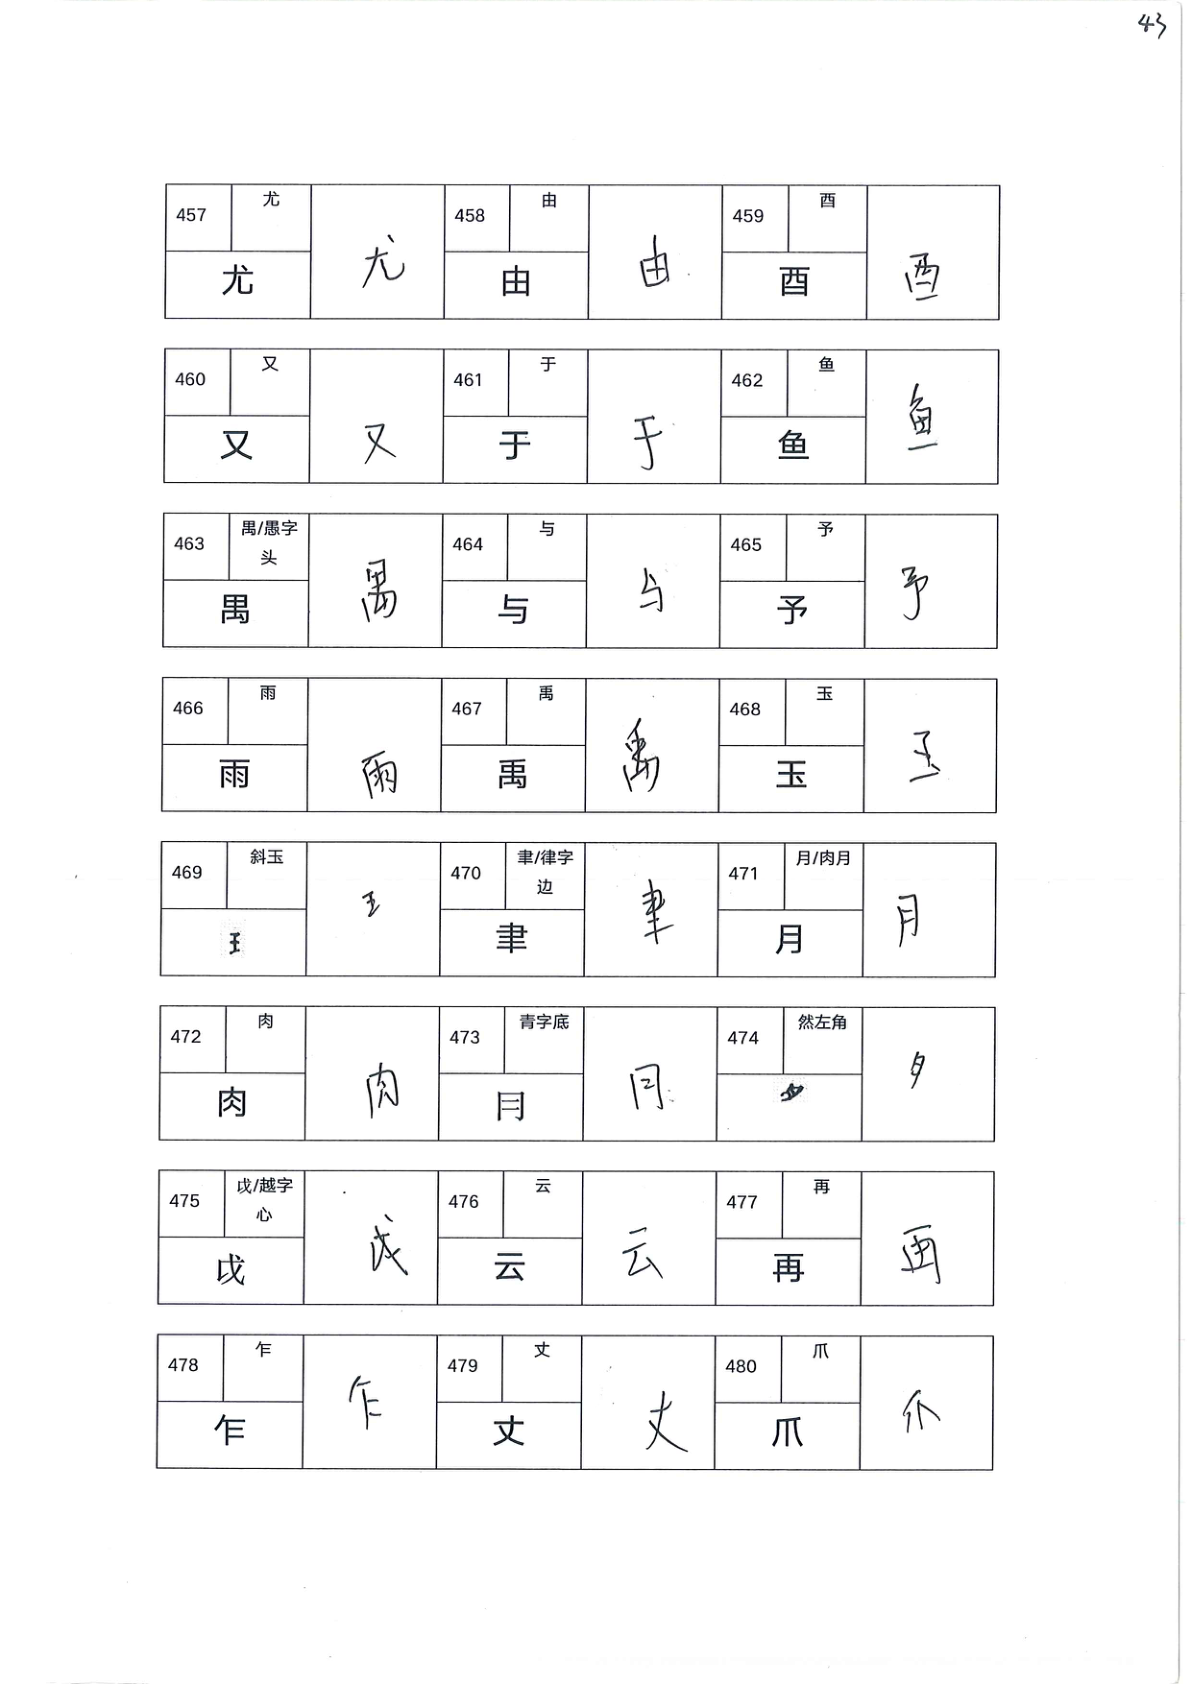 43
457 尤 尤 尤 458 由 由 由 459 酉 酉 酉
460 又 又 又 461 于 于 于 462 鱼 鱼 鱼
463 禺/愚字头 禺 禺 464 与 与 与 465 予 予 予
466 雨 雨 雨 467 禹 禹 禹 468 玉 玉 玉
469 斜玉 𤣩 王 470 聿/律字边 聿 聿 471 月/肉月 月 月
472 肉 肉 肉 473 青字底 円 円 474 然左角
475 戉/越字心 戉 戉 476 云 云 云 477 再 再 再
478 乍 乍 乍 479 丈 丈 丈 480 爪 爪 爪